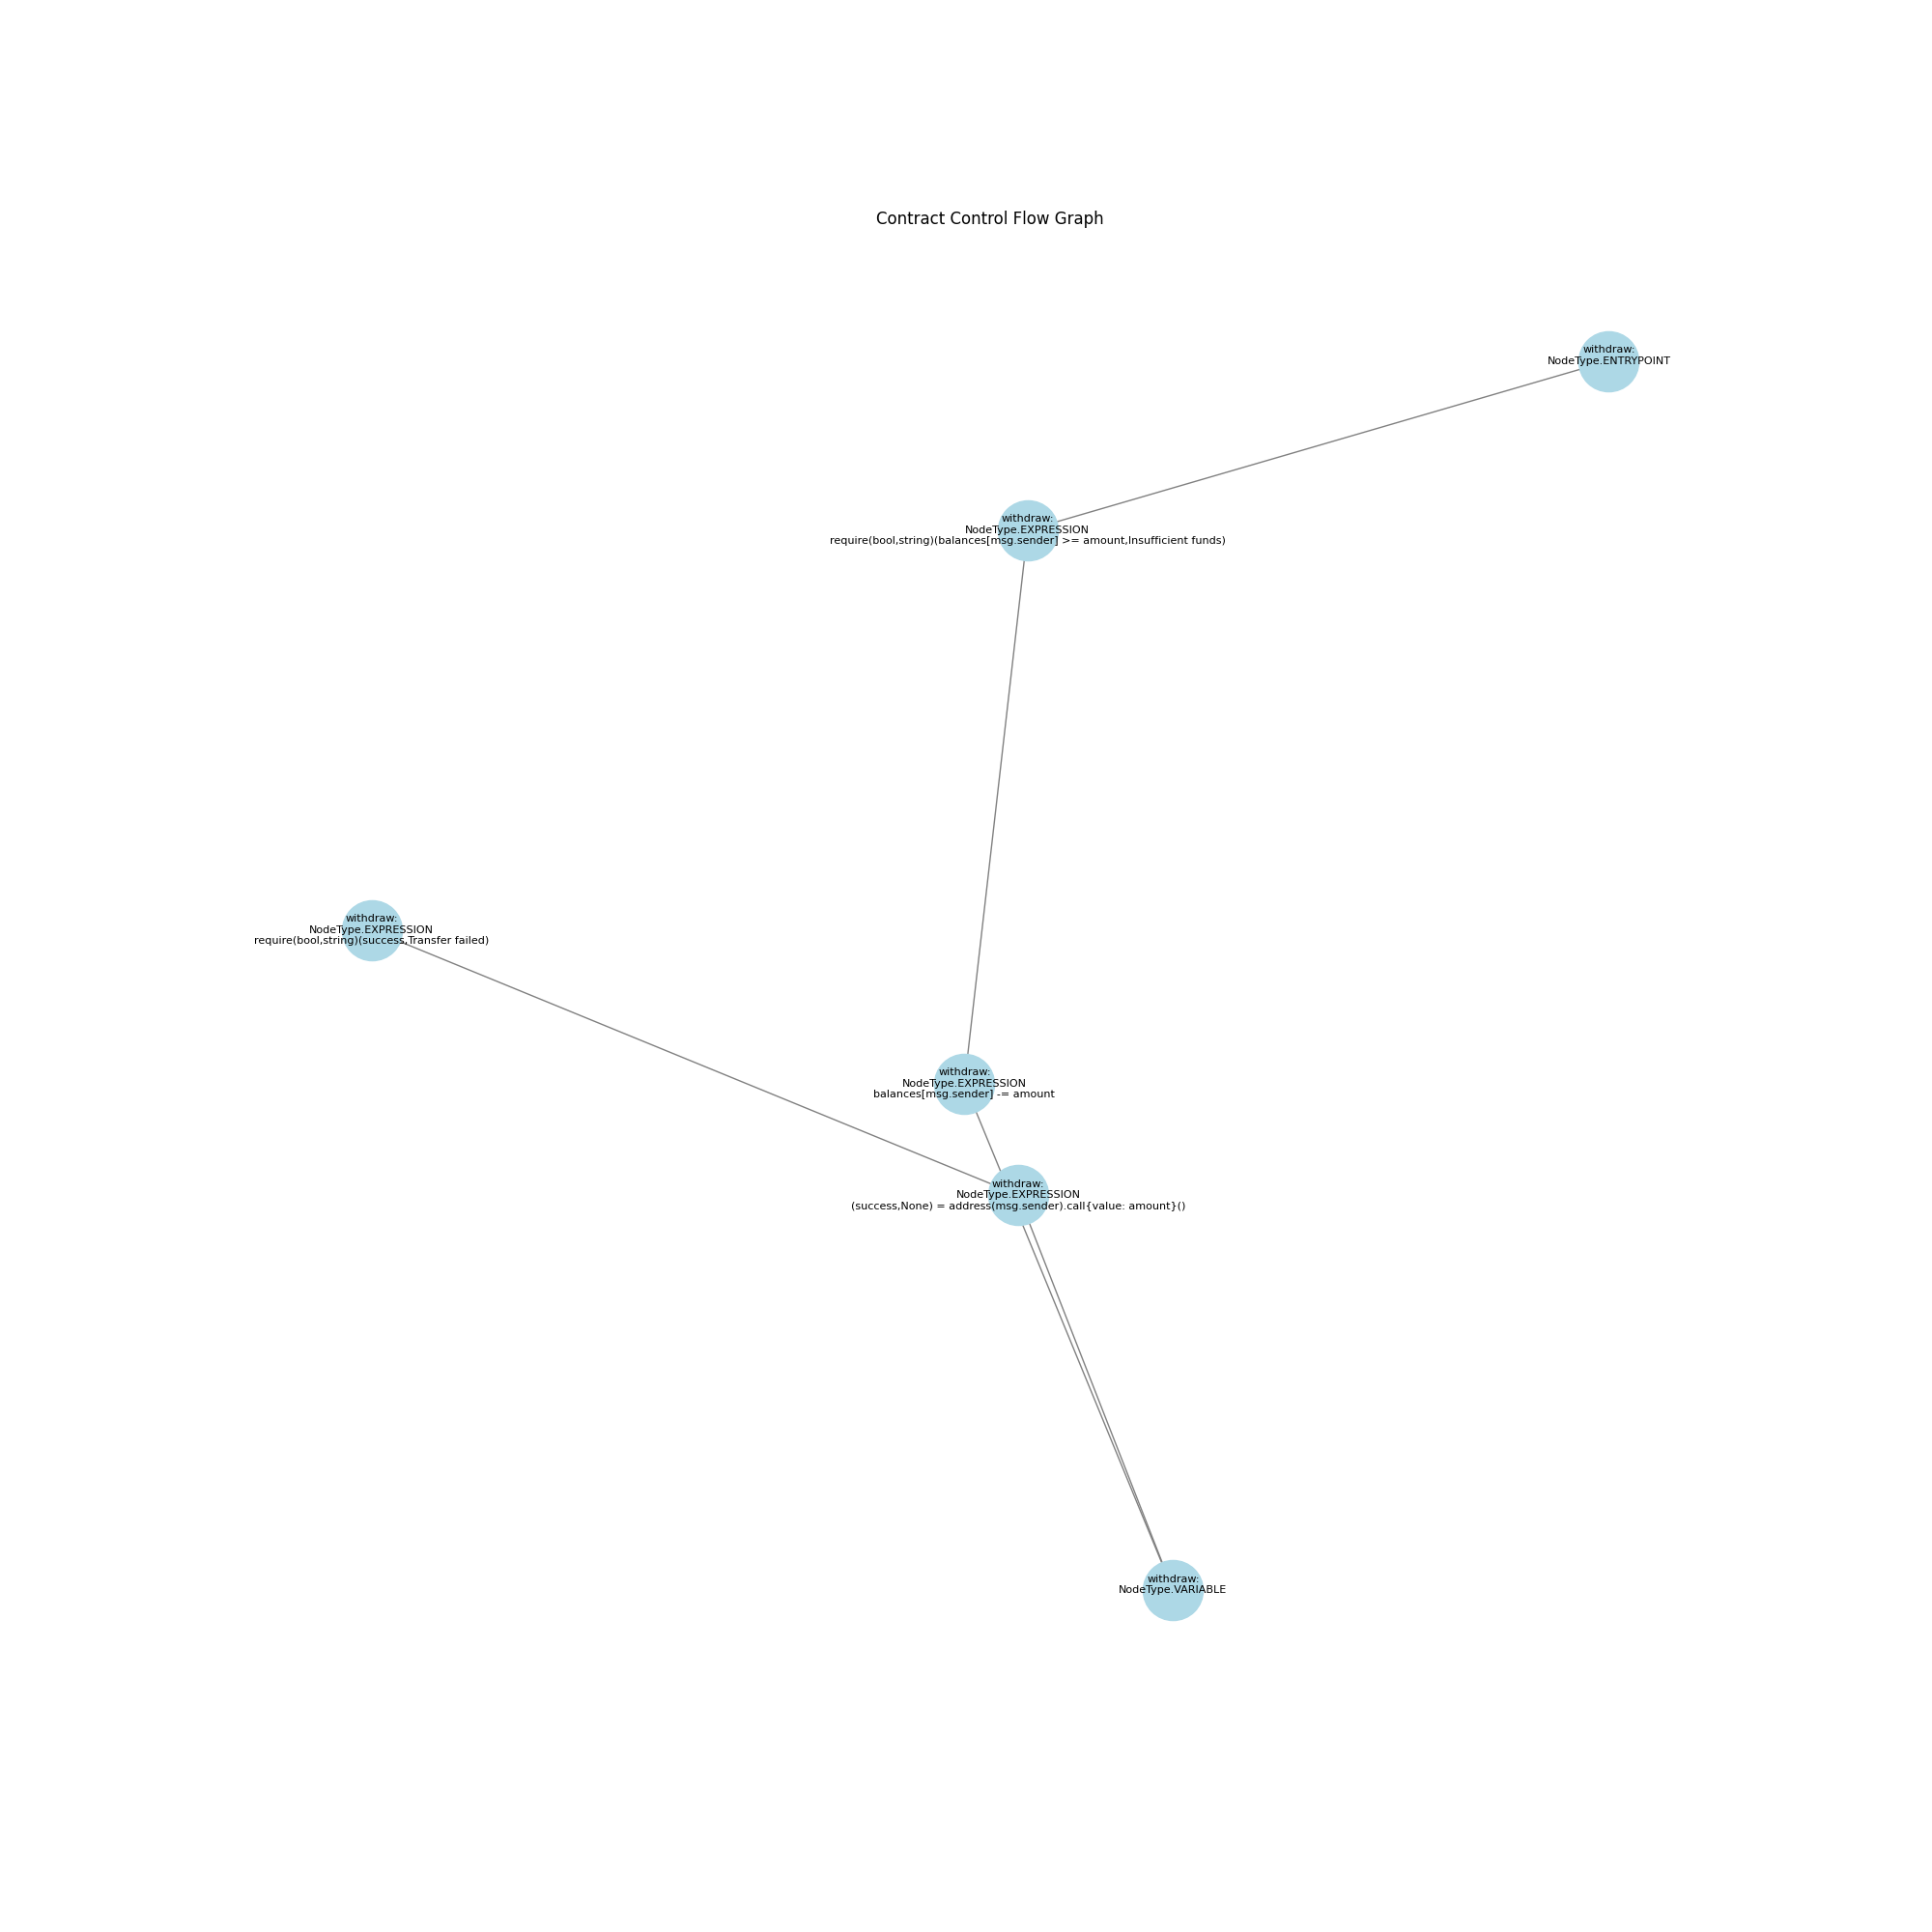 Contract Control Flow Graph
withdraw:
NodeType.ENTRYPOINT
withdraw:
NodeType.EXPRESSION
require(bool,string)(balances[msg.sender] >= amount,Insufficient funds)
withdraw:
NodeType.EXPRESSION
require(bool,string)(success,Transfer failed)
withdraw:
NodeType.EXPRESSION
balances[msg.sender] -= amount
withdraw:
NodeType.EXPRESSION
(success,None) = address(msg.sender).call{value: amount}()
withdraw:
NodeType.VARIABLE